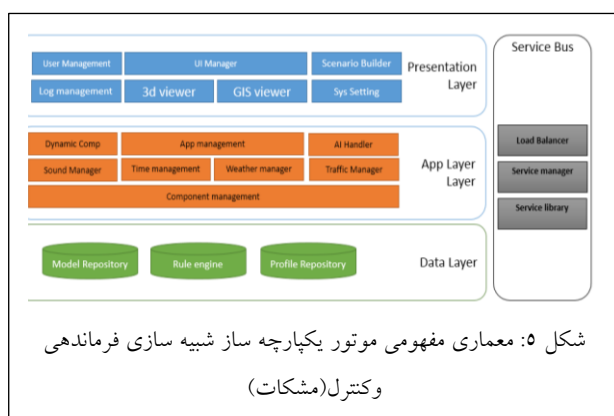 User Management
UI Manager
Scenario Builder
Log management
3d viewer
GIS viewer
Sys Setting
Presentation
Layer
Dynamic Comp
App management
AI Handler
Sound Manager
Time management
Weather manager
Traffic Manager
Component management
App Layer
Layer
Model Repository
Rule engine
Profile Repository
Data Layer
Service Bus
Load Balancer
Service manager
Service library
شکل ٥: معماری مفهومی موتور یکپارچه ساز شبیه سازی فرماندهی
وکنترل(مشکات)